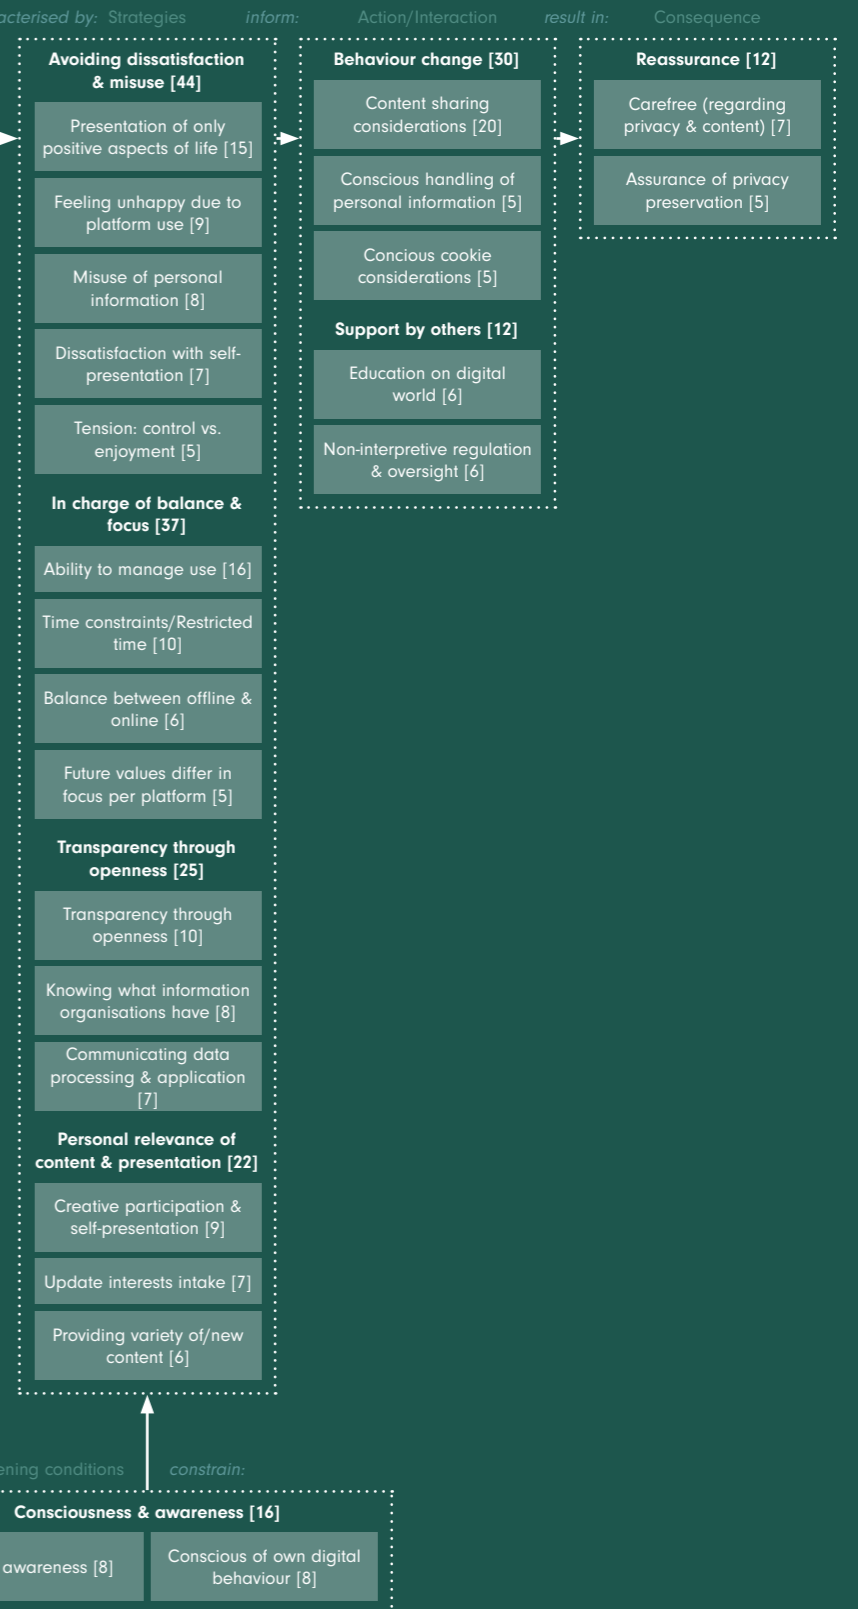 acterised by: Strategies inform: Action/Interaction result in: Consequence
Avoiding dissatisfaction
& misuse [44]
Presentation of only
positive aspects of life [15]
Feeling unhappy due to
platform use [9]
Misuse of personal
information [8]
Dissatisfaction with self-
presentation [7]
Tension: control vs.
enjoyment [5]
In charge of balance &
focus [37]
Ability to manage use [16]
Time constraints/Restricted
time [10]
Balance between offline &
online [6]
Future values differ in
focus per platform [5]
Transparency through
openness [25]
Transparency through
openness [10]
Knowing what information
organisations have [8]
Communicating data
processing & application
[7]
Personal relevance of
content & presentation [22]
Creative participation &
self-presentation [9]
Update interests intake [7]
Providing variety of/new
content [6]
Behaviour change [30]
Content sharing
considerations [20]
Conscious handling of
personal information [5]
Concious cookie
considerations [5]
Support by others [12]
Education on digital
world [6]
Non-interpretive regulation
& oversight [6]
Reassurance [12]
Carefree (regarding
privacy & content) [7]
Assurance of privacy
preservation [5]
ening conditions constrain:
Consciousness & awareness [16]
awareness [8]
Conscious of own digital
behaviour [8]